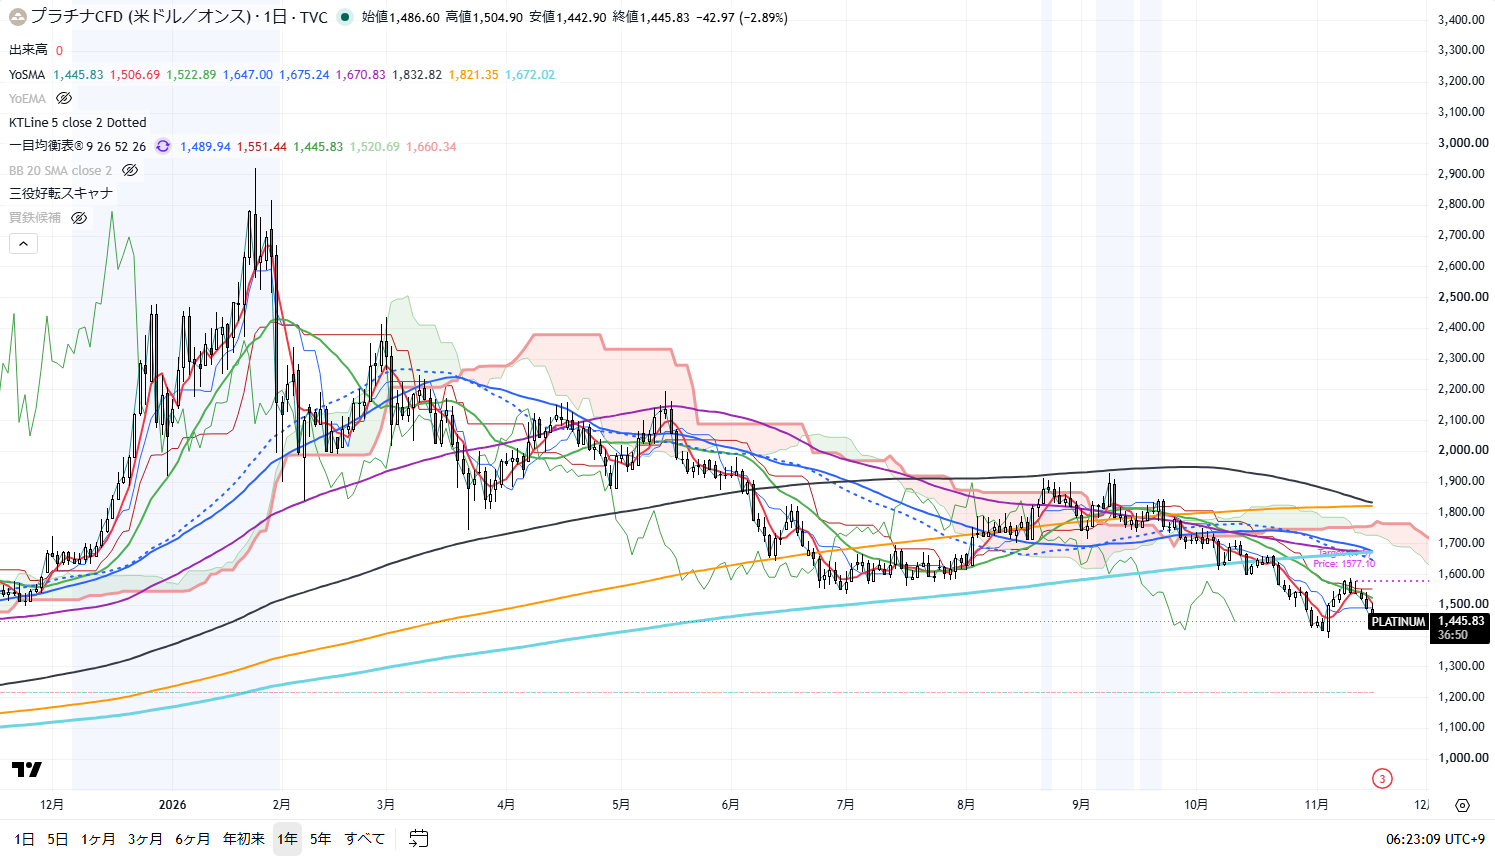 プラチナCFD (米ドル／オンス) · 1日 · TVC 始値1,486.60 高値1,504.90 安値1,442.90 終値1,445.83 −42.97 (−2.89%)
出来高 0
YoSMA 1,445.83 1,506.69 1,522.89 1,647.00 1,675.24 1,670.83 1,832.82 1,821.35 1,672.02
YoEMA
KTLine 5 close 2 Dotted
一目均衡表® 9 26 52 26 1,489.94 1,551.44 1,445.83 1,520.69 1,660.34
BB 20 SMA close 2
三役好転スキャナ
買鉄候補
3,400.00
3,300.00
3,200.00
3,100.00
3,000.00
2,900.00
2,800.00
2,700.00
2,600.00
2,500.00
2,400.00
2,300.00
2,200.00
2,100.00
2,000.00
1,900.00
1,800.00
1,700.00
1,600.00
1,500.00
Price: 1577.10
PLATINUM 1,445.83
36:50
1,300.00
1,200.00
1,100.00
1,000.00
3
12月 2026 2月 3月 4月 5月 6月 7月 8月 9月 10月 11月
1日 5日 1ヶ月 3ヶ月 6ヶ月 年初来 1年 5年 すべて
06:23:09 UTC+9